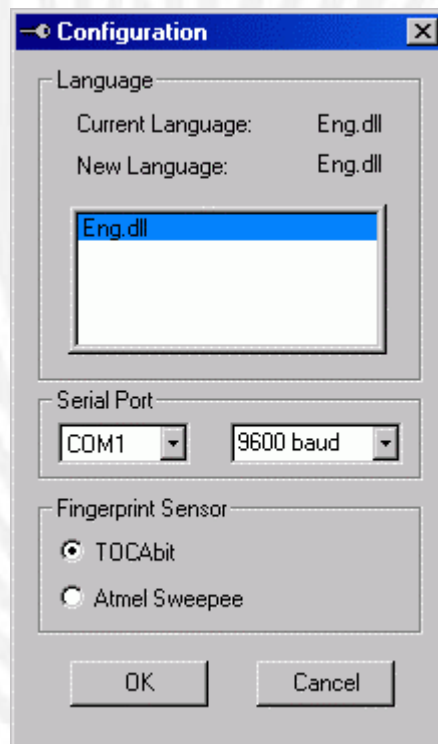 Configuration
Language
Current Language: Eng.dll
New Language: Eng.dll
Eng.dll
Serial Port
COM1 9600 baud
Fingerprint Sensor
TOCAbit
Atmel Sweepee
OK Cancel